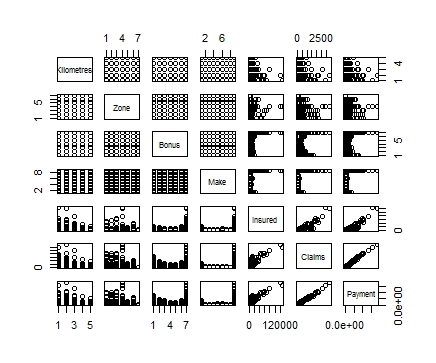 1 4 7
2 6
0 2500
Kilometres
1 4
1 5
Zone
Bonus
1 5
2 8
Make
Insured
0
0
Claims
Payment
0.0e+00
1 3 5
1 4 7
0 120000
0.0e+00